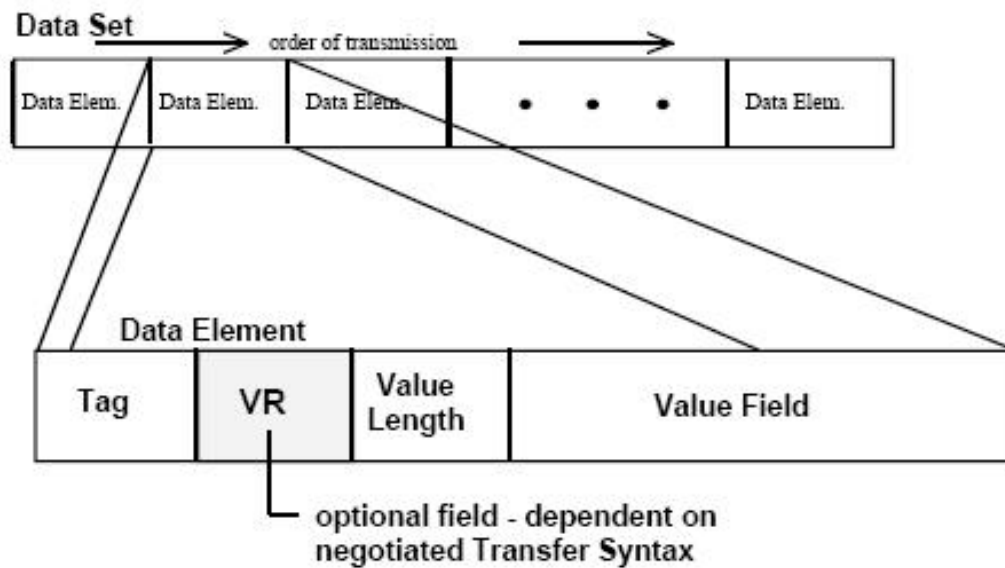 Data Set
order of transmission
Data Elem. Data Elem. Data Elem. • • • Data Elem.
Data Element
Tag VR Value Length Value Field
optional field - dependent on
negotiated Transfer Syntax